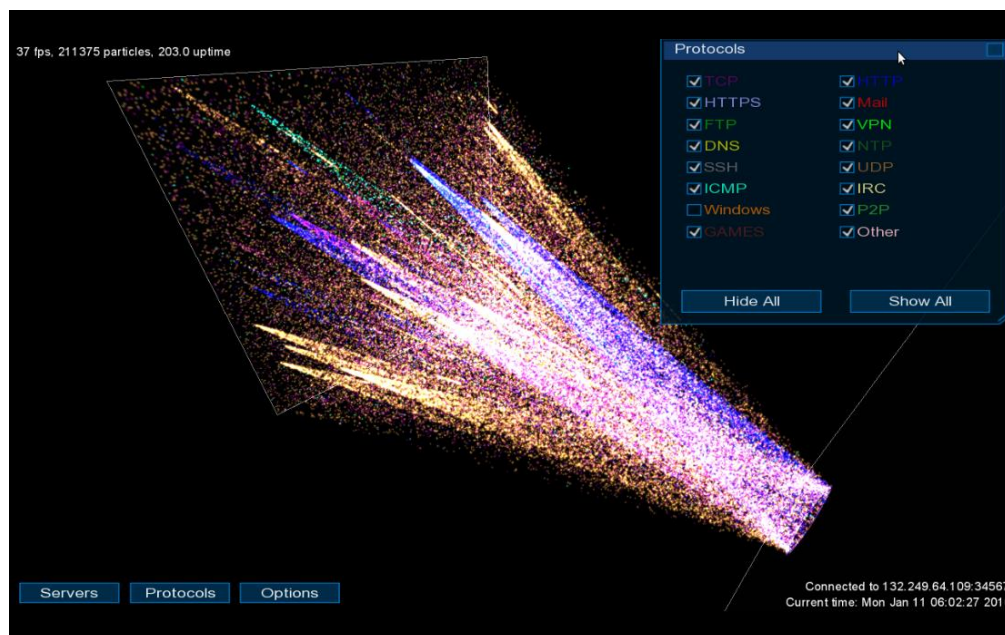 37 fps, 211375 particles, 203.0 uptime
Protocols
TCP HTTP
HTTPS Mail
FTP VPN
DNS NTP
SSH UDP
ICMP IRC
Windows P2P
GAMES Other
Hide All Show All
Servers Protocols Options
Connected to 132.249.64.109:34567
Current time: Mon Jan 11 06:02:27 201